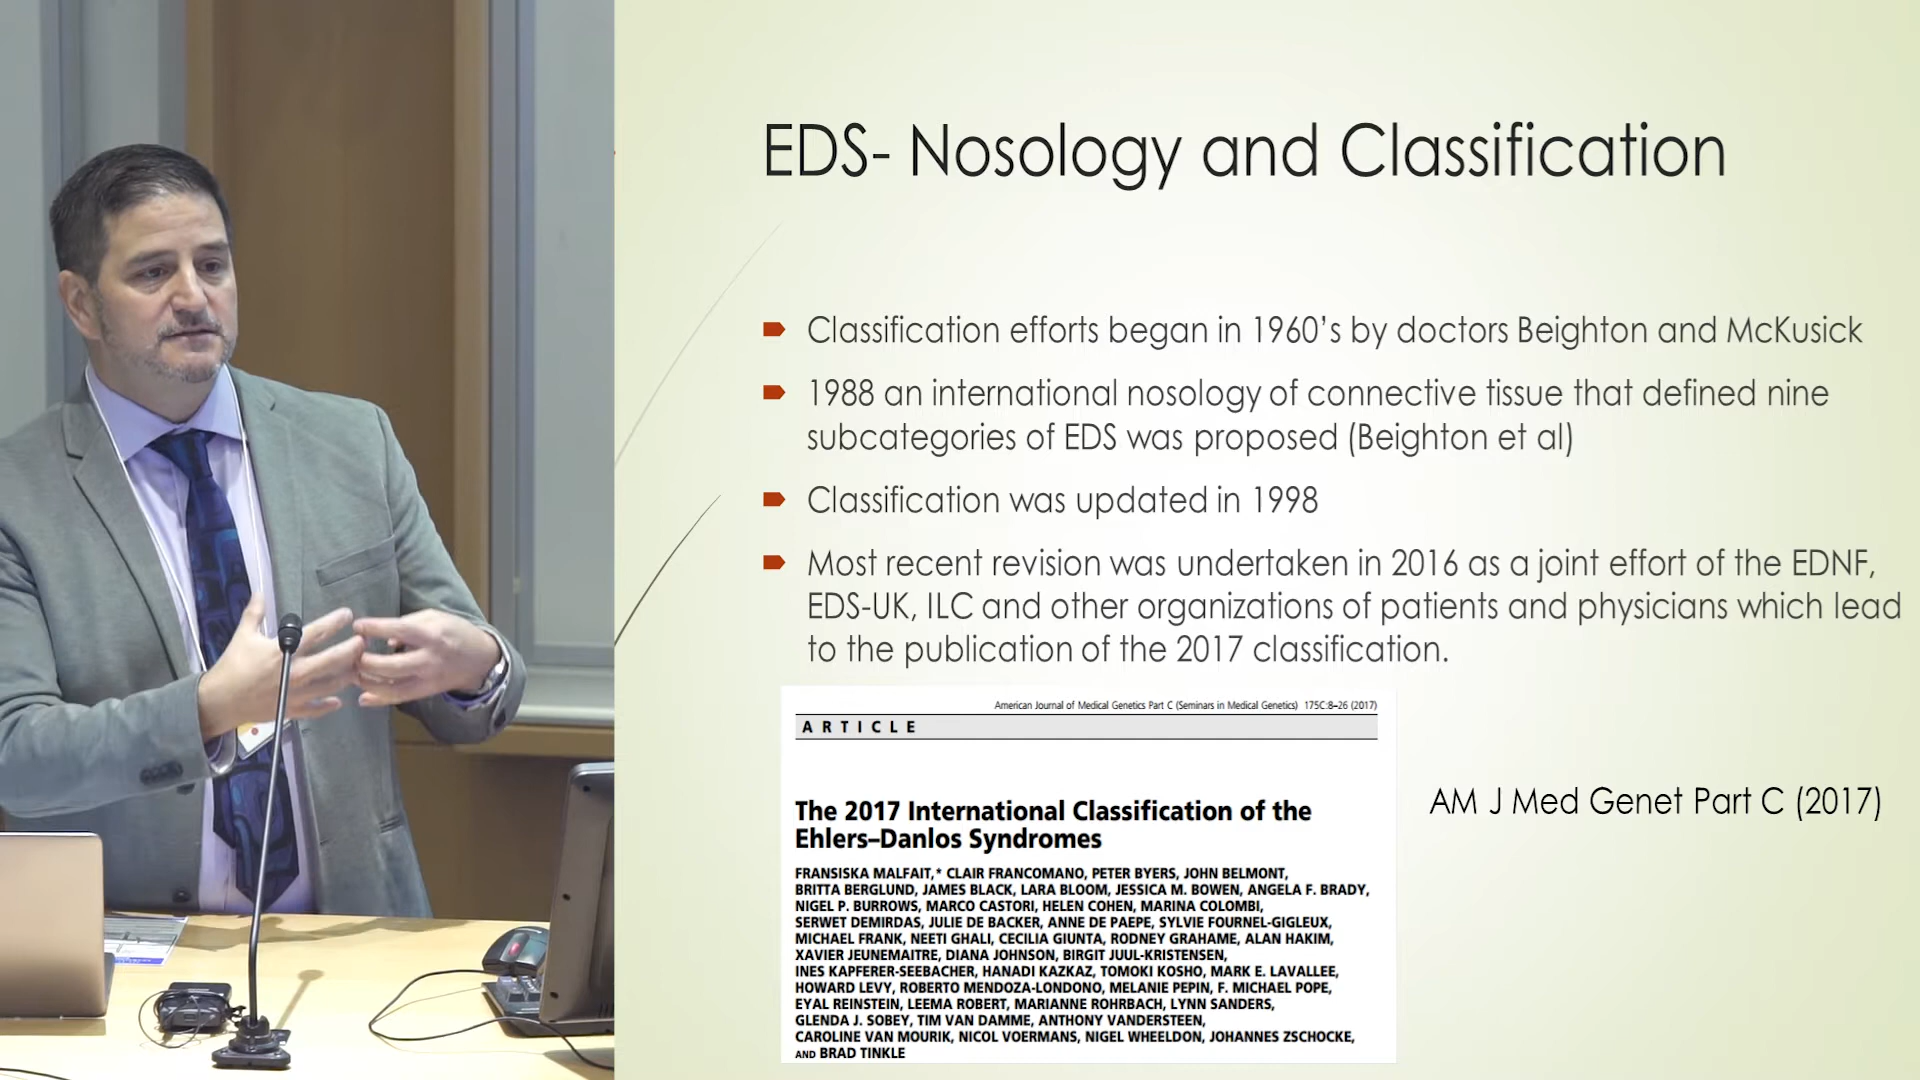 EDS- Nosology and Classification
Classification efforts began in 1960's by doctors Beighton and McKusick
1988 an international nosology of connective tissue that defined nine
subcategories of EDS was proposed (Beighton et al)
Classification was updated in 1998
Most recent revision was undertaken in 2016 as a joint effort of the EDNF,
EDS-UK, ILC and other organizations of patients and physicians which lead
to the publication of the 2017 classification.
American Journal of Medical Genetics Part C (Seminars in Medical Genetics) 175C:8–26 (2017)
ARTICLE
The 2017 International Classification of the
Ehlers–Danlos Syndromes
FRANSISKA MALFAIT,* CLAIR FRANCOMANO, PETER BYERS, JOHN BELMONT,
BRITTA BERGLUND, JAMES BLACK, LARA BLOOM, JESSICA M. BOWEN, ANGELA F. BRADY,
NIGEL P. BURROWS, MARCO CASTORI, HELEN COHEN, MARINA COLOMBI,
SERWET DEMIRDAS, JULIE DE BACKER, ANNE DE PAEPE, SYLVIE FOURNEL-GIGLEUX,
MICHAEL FRANK, NEETI GHALI, CECILIA GIUNTA, RODNEY GRAHAME, ALAN HAKIM,
XAVIER JEUNEMAITRE, DIANA JOHNSON, BIRGIT JUUL-KRISTENSEN,
INES KAPFERER-SEEBACHER, HANADI KAZKAZ, TOMOKI KOSHO, MARK E. LAVALLEE,
HOWARD LEVY, ROBERTO MENDOZA-LONDONO, MELANIE PEPIN, F. MICHAEL POPE,
EYAL REINSTEIN, LEEMA ROBERT, MARIANNE ROHRBACH, LYNN SANDERS,
GLENDA J. SOBEY, TIM VAN DAMME, ANTHONY VANDERSTEEN,
CAROLINE VAN MOURIK, NICOL VOERMANS, NIGEL WHEELDON, JOHANNES ZSCHOCKE,
AND BRAD TINKLE
AM J Med Genet Part C (2017)